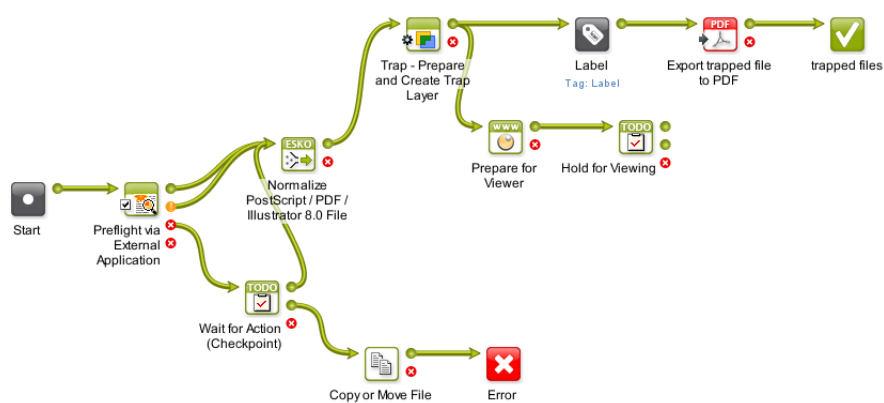 Trap - Prepare
and Create Trap
Layer
Label
Tag: Label
PDF
Export trapped file
to PDF
trapped files
ESKO
Normalize
PostScript / PDF /
Illustrator 8.0 File
WWW
Prepare for
Viewer
TODO
Hold for Viewing
Start
Preflight via
External
Application
TODO
Wait for Action
(Checkpoint)
Copy or Move File
Error